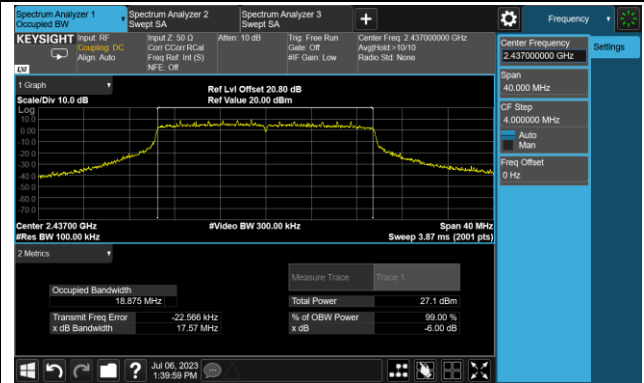 Spectrum Analyzer 1
Occupied BW
Spectrum Analyzer 2
Swept SA
Spectrum Analyzer 3
Swept SA
+
Frequency
KEYSIGHT
Input: RF
Coupling: DC
Align: Auto
Input Z: 50 Ω
Corr CCorr RCal
Freq Ref: Int (S)
NFE: Off
Atten: 10 dB
Trig: Free Run
Gate: Off
#IF Gain: Low
Center Freq: 2.437000000 GHz
Avg|Hold:>10/10
Radio Std: None
LXI
Center Frequency
2.437000000 GHz
Settings
Span
40.000 MHz
CF Step
4.000000 MHz
Auto
Man
Freq Offset
0 Hz
1 Graph
Scale/Div 10.0 dB
Ref Lvl Offset 20.80 dB
Ref Value 20.00 dBm
Log
10.0
0.00
-10.0
-20.0
-30.0
-40.0
-50.0
-60.0
-70.0
Center 2.43700 GHz
#Res BW 100.00 kHz
#Video BW 300.00 kHz
Span 40 MHz
Sweep 3.87 ms (2001 pts)
2 Metrics
Measure Trace
Trace 1
Occupied Bandwidth
18.875 MHz
Total Power
27.1 dBm
Transmit Freq Error
-22.566 kHz
% of OBW Power
99.00 %
x dB Bandwidth
17.57 MHz
x dB
-6.00 dB
?
Jul 06, 2023
1:39:59 PM